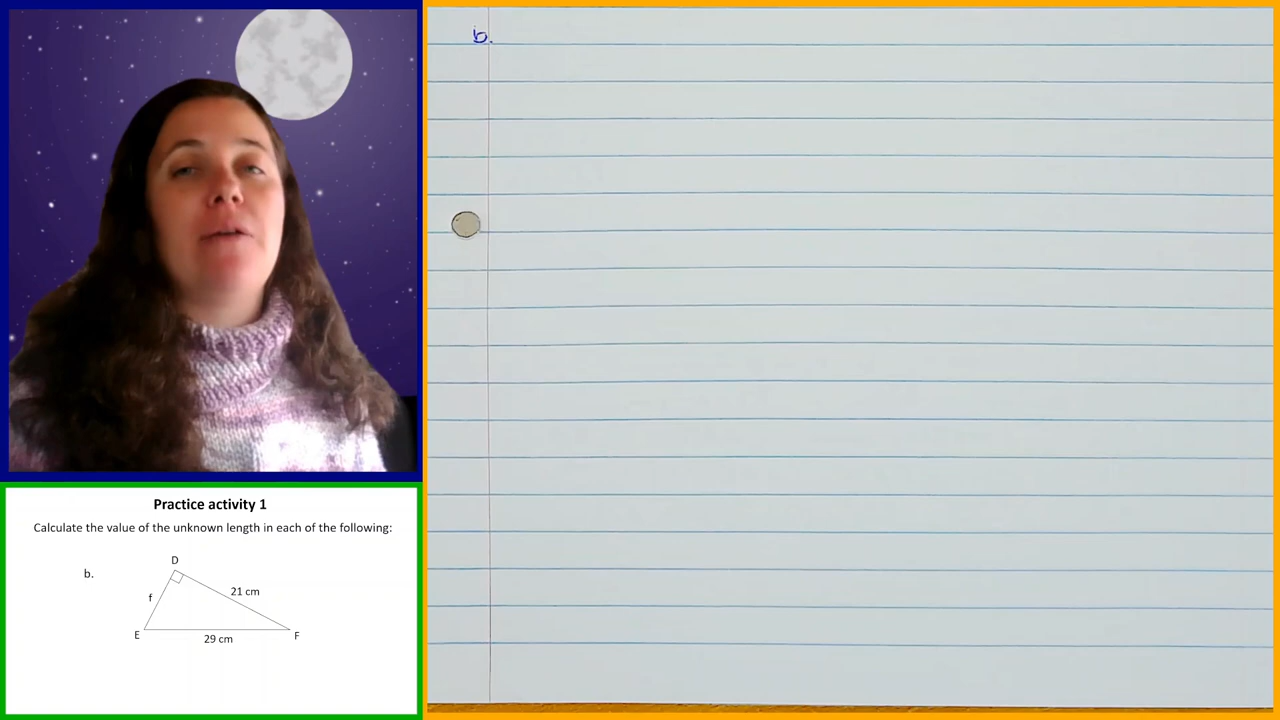 b.
Practice activity 1
Calculate the value of the unknown length in each of the following:
b.
D
f
21 cm
E
29 cm
F